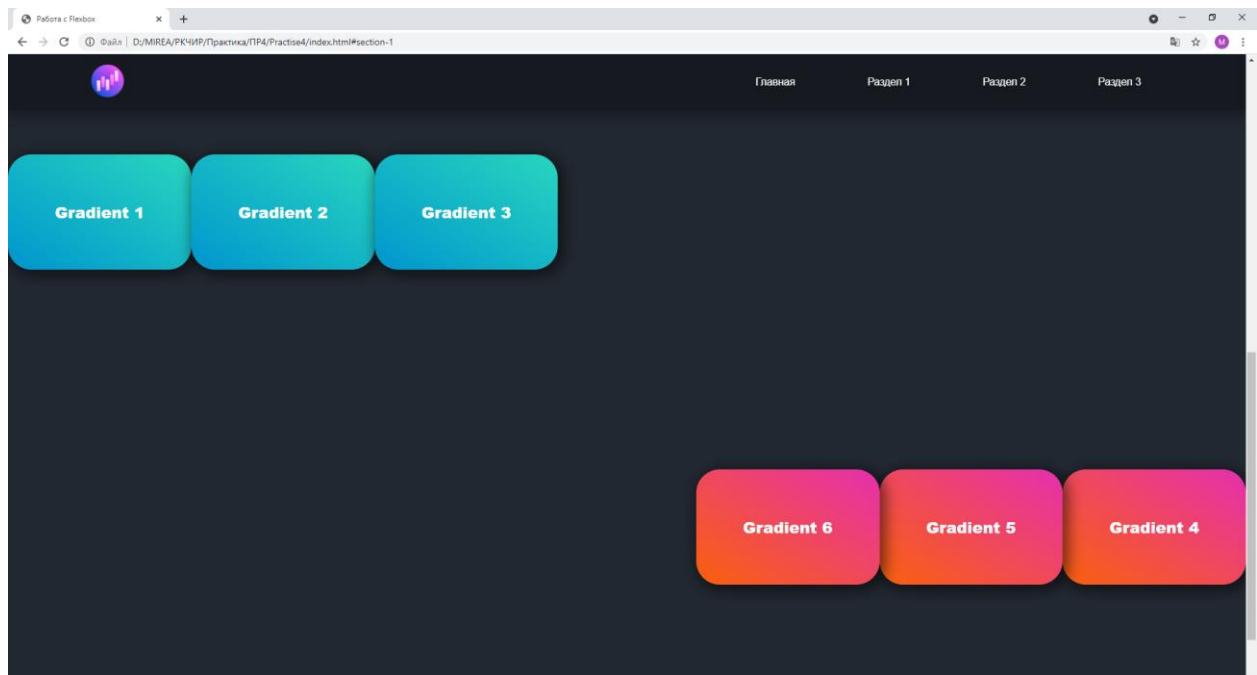 Работа с Flexbox
Файл | D:/MIREA/РКЧИР/Практика/ПР4/Practise4/index.html#section-1
M
Главная Раздел 1 Раздел 2 Раздел 3
Gradient 1 Gradient 2 Gradient 3
Gradient 6 Gradient 5 Gradient 4